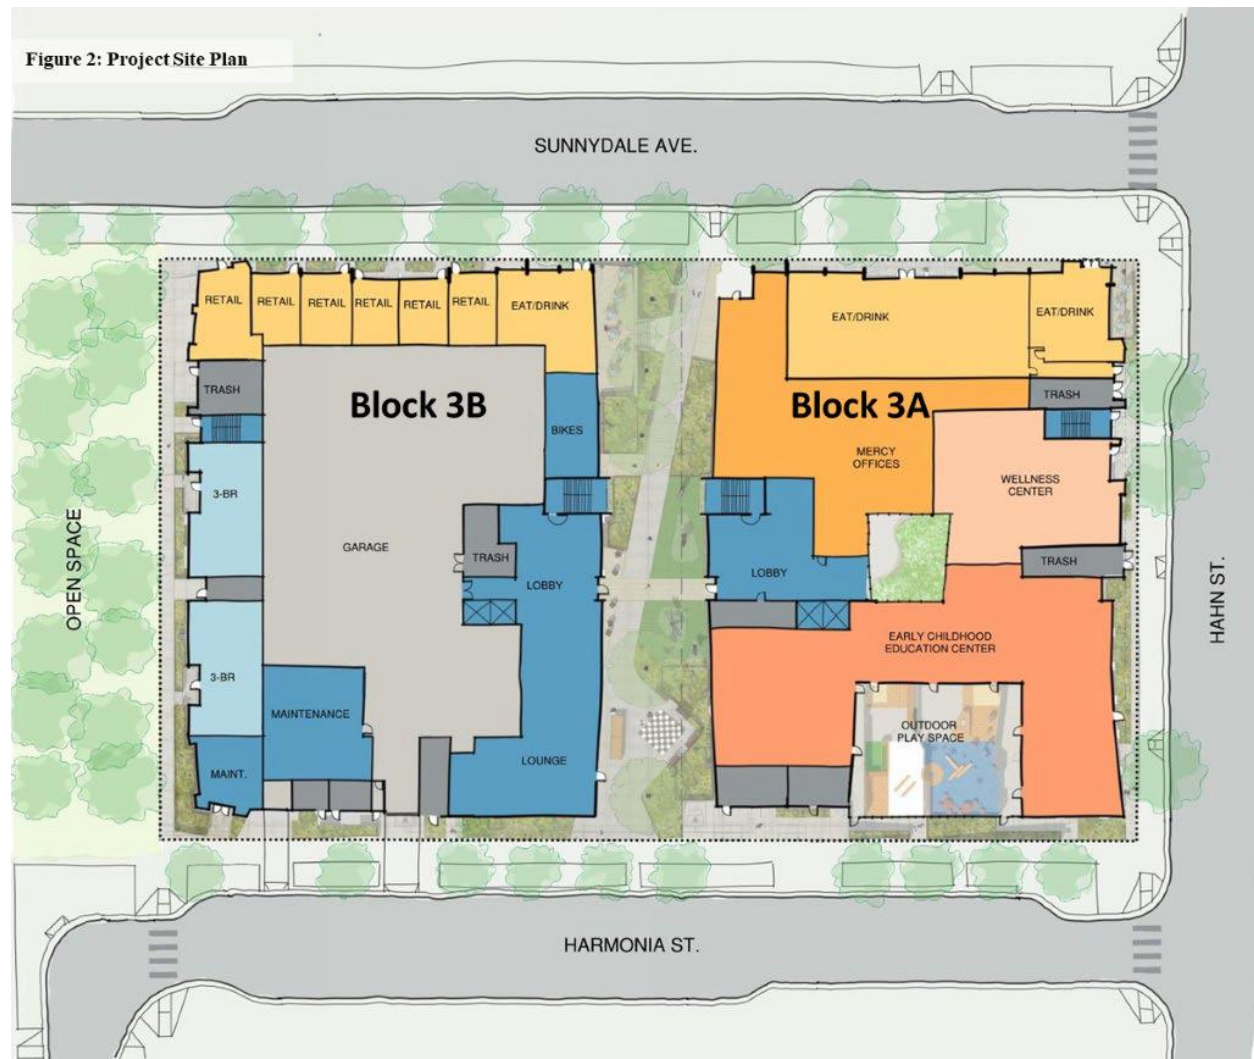 Figure 2: Project Site Plan
SUNNYDALE AVE.
RETAIL
RETAIL
RETAIL
RETAIL
RETAIL
RETAIL
EAT/DRINK
EAT/DRINK
EAT/DRINK
TRASH
Block 3B
BIKES
Block 3A
TRASH
MERCY
OFFICES
WELLNESS
CENTER
3-BR
GARAGE
TRASH
LOBBY
LOBBY
TRASH
OPEN SPACE
HAHN ST.
EARLY CHILDHOOD
EDUCATION CENTER
3-BR
MAINTENANCE
OUTDOOR
PLAY SPACE
MAINT.
LOUNGE
HARMONIA ST.